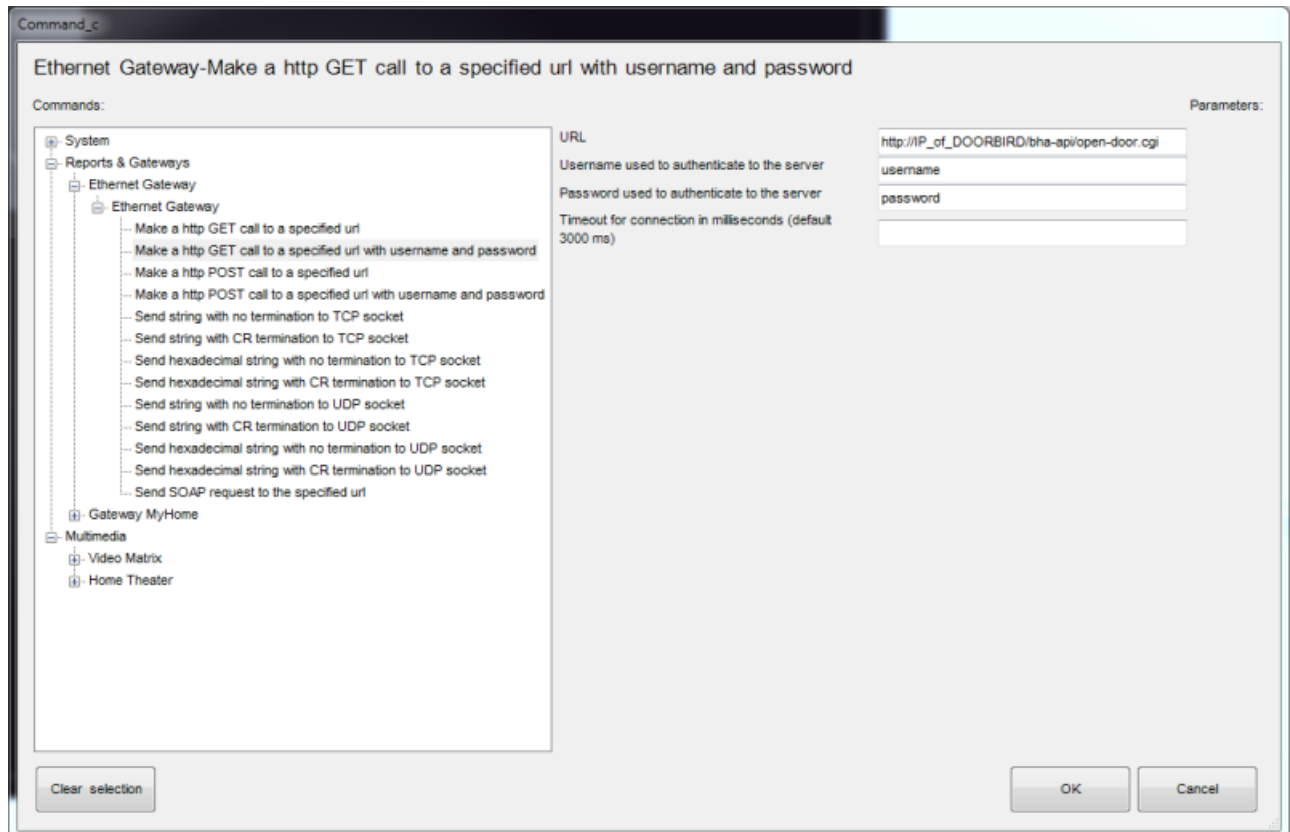 Command_c
Ethernet Gateway-Make a http GET call to a specified url with username and password
Commands:
Parameters:
System
Reports & Gateways
Ethernet Gateway
Ethernet Gateway
Make a http GET call to a specified url
Make a http GET call to a specified url with username and password
Make a http POST call to a specified url
Make a http POST call to a specified url with username and password
Send string with no termination to TCP socket
Send string with CR termination to TCP socket
Send hexadecimal string with no termination to TCP socket
Send hexadecimal string with CR termination to TCP socket
Send string with no termination to UDP socket
Send string with CR termination to UDP socket
Send hexadecimal string with no termination to UDP socket
Send hexadecimal string with CR termination to UDP socket
Send SOAP request to the specified url
Gateway MyHome
Multimedia
Video Matrix
Home Theater
URL
http://IP_of_DOORBIRD/bha-api/open-door.cgi
Username used to authenticate to the server
username
Password used to authenticate to the server
password
Timeout for connection in milliseconds (default
3000 ms)
Clear selection
OK
Cancel